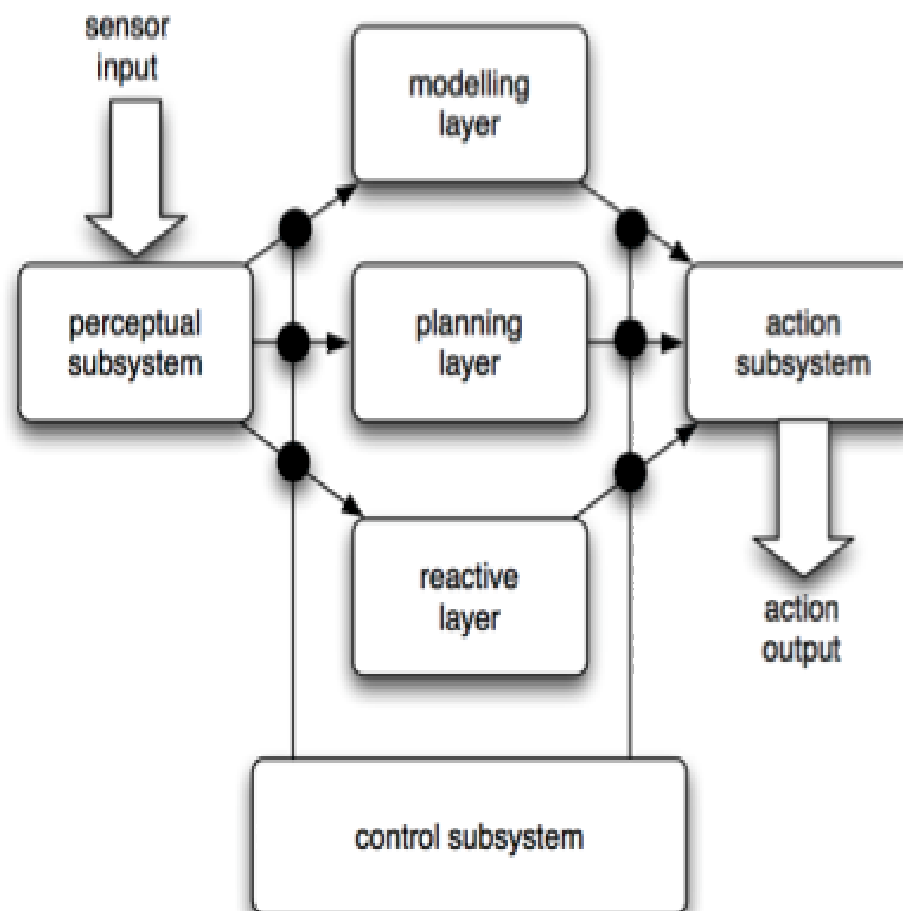 sensor
input
modelling
layer
perceptual
subsystem
planning
layer
action
subsystem
reactive
layer
action
output
control subsystem